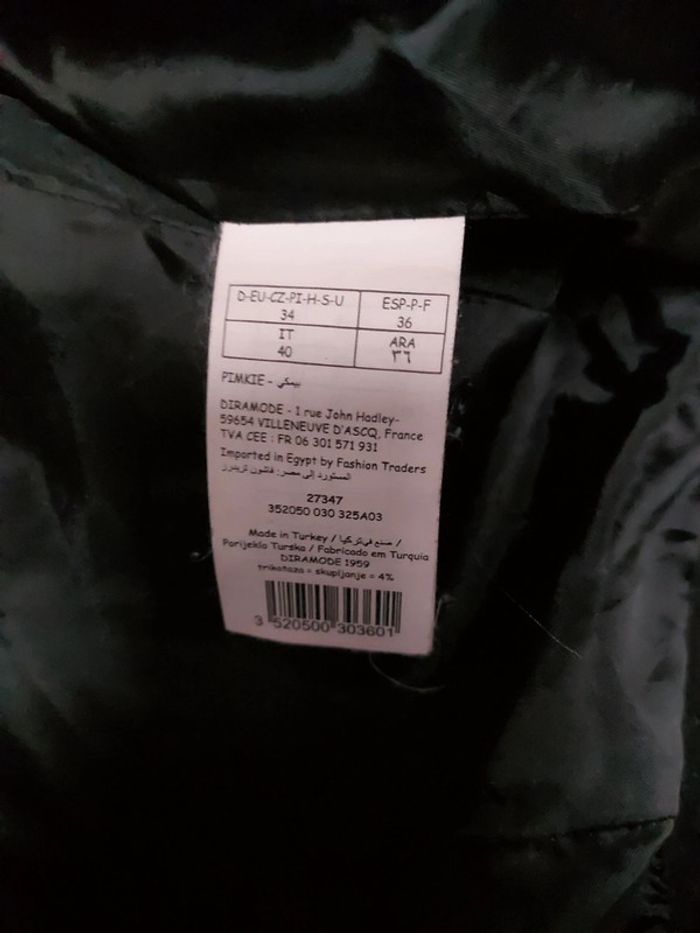 D-EU-CZ-PI-H-S-U
34
ESP-P-F
36
IT
40
ARA
٣٦
PIMKIE - بيمكي
DIRAMODE - 1 rue John Hadley-
59654 VILLENEUVE D'ASCQ, France
TVA CEE : FR 06 301 571 931
Imported in Egypt by Fashion Traders
المستورد إلى مصر: فاشون تريدرز
27347
352050 030 325A03
Made in Turkey / صنع في تركيا /
Porijeklo Turska / Fabricado em Turquia
DIRAMODE 1959
trikotaza = skupljanje = 4%
3 520500 303601